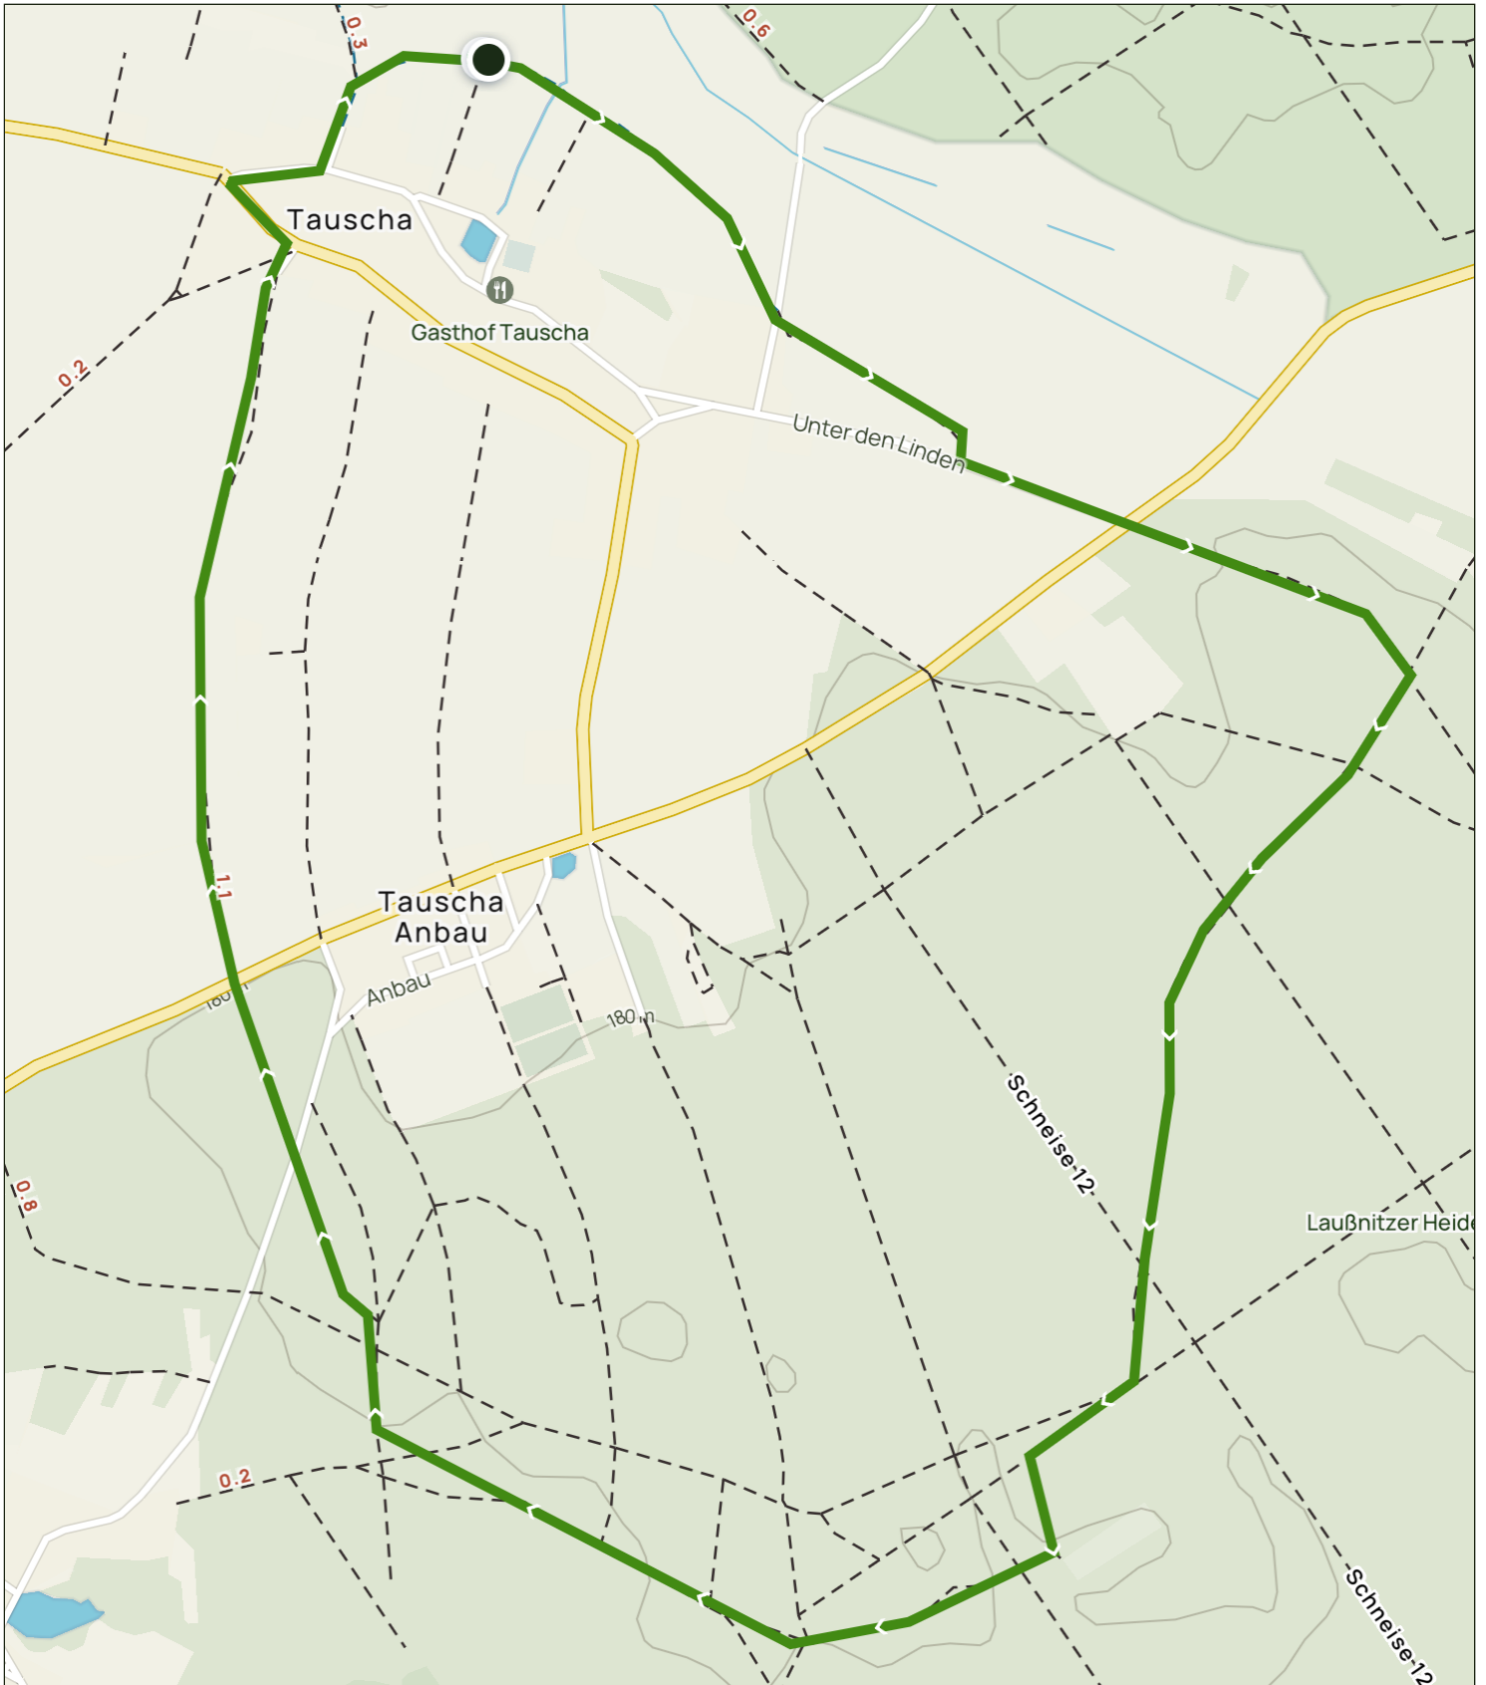 0.3
0.6
Tauscha
Gasthof Tauscha
0.2
Unter den Linden
1.1
Tauscha
Anbau
Anbau
180 m
180 m
Schneise 12
0.8
Laußnitzer Heide
0.2
Schneise 12